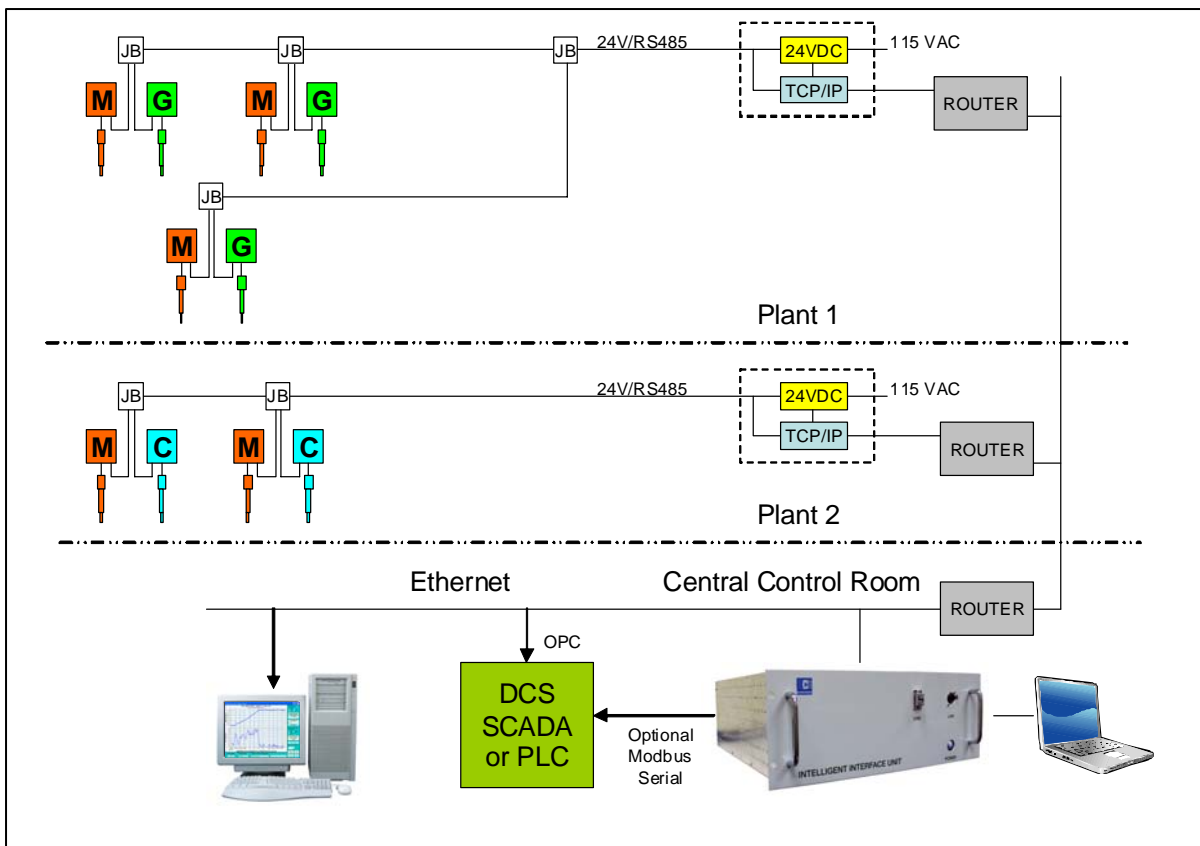 JB
JB
JB
24V/RS485
24VDC
115 VAC
M
G
M
G
TCP/IP
ROUTER
JB
M
G
Plant 1
JB
JB
24V/RS485
24VDC
115 VAC
M
C
M
C
TCP/IP
ROUTER
Plant 2
Ethernet
Central Control Room
ROUTER
OPC
DCS
SCADA
or PLC
Optional
Modbus
Serial
INTELLIGENT INTERFACE UNIT